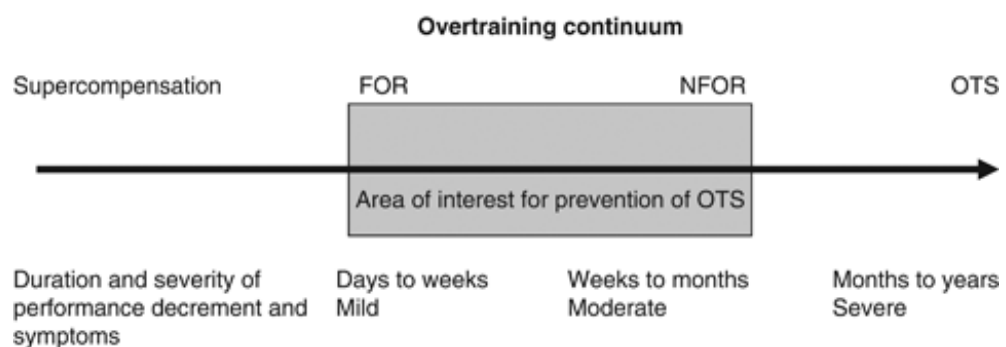 Overtraining continuum
Supercompensation FOR NFOR OTS
Area of interest for prevention of OTS
Duration and severity of
performance decrement and
symptoms
Days to weeks
Mild
Weeks to months
Moderate
Months to years
Severe